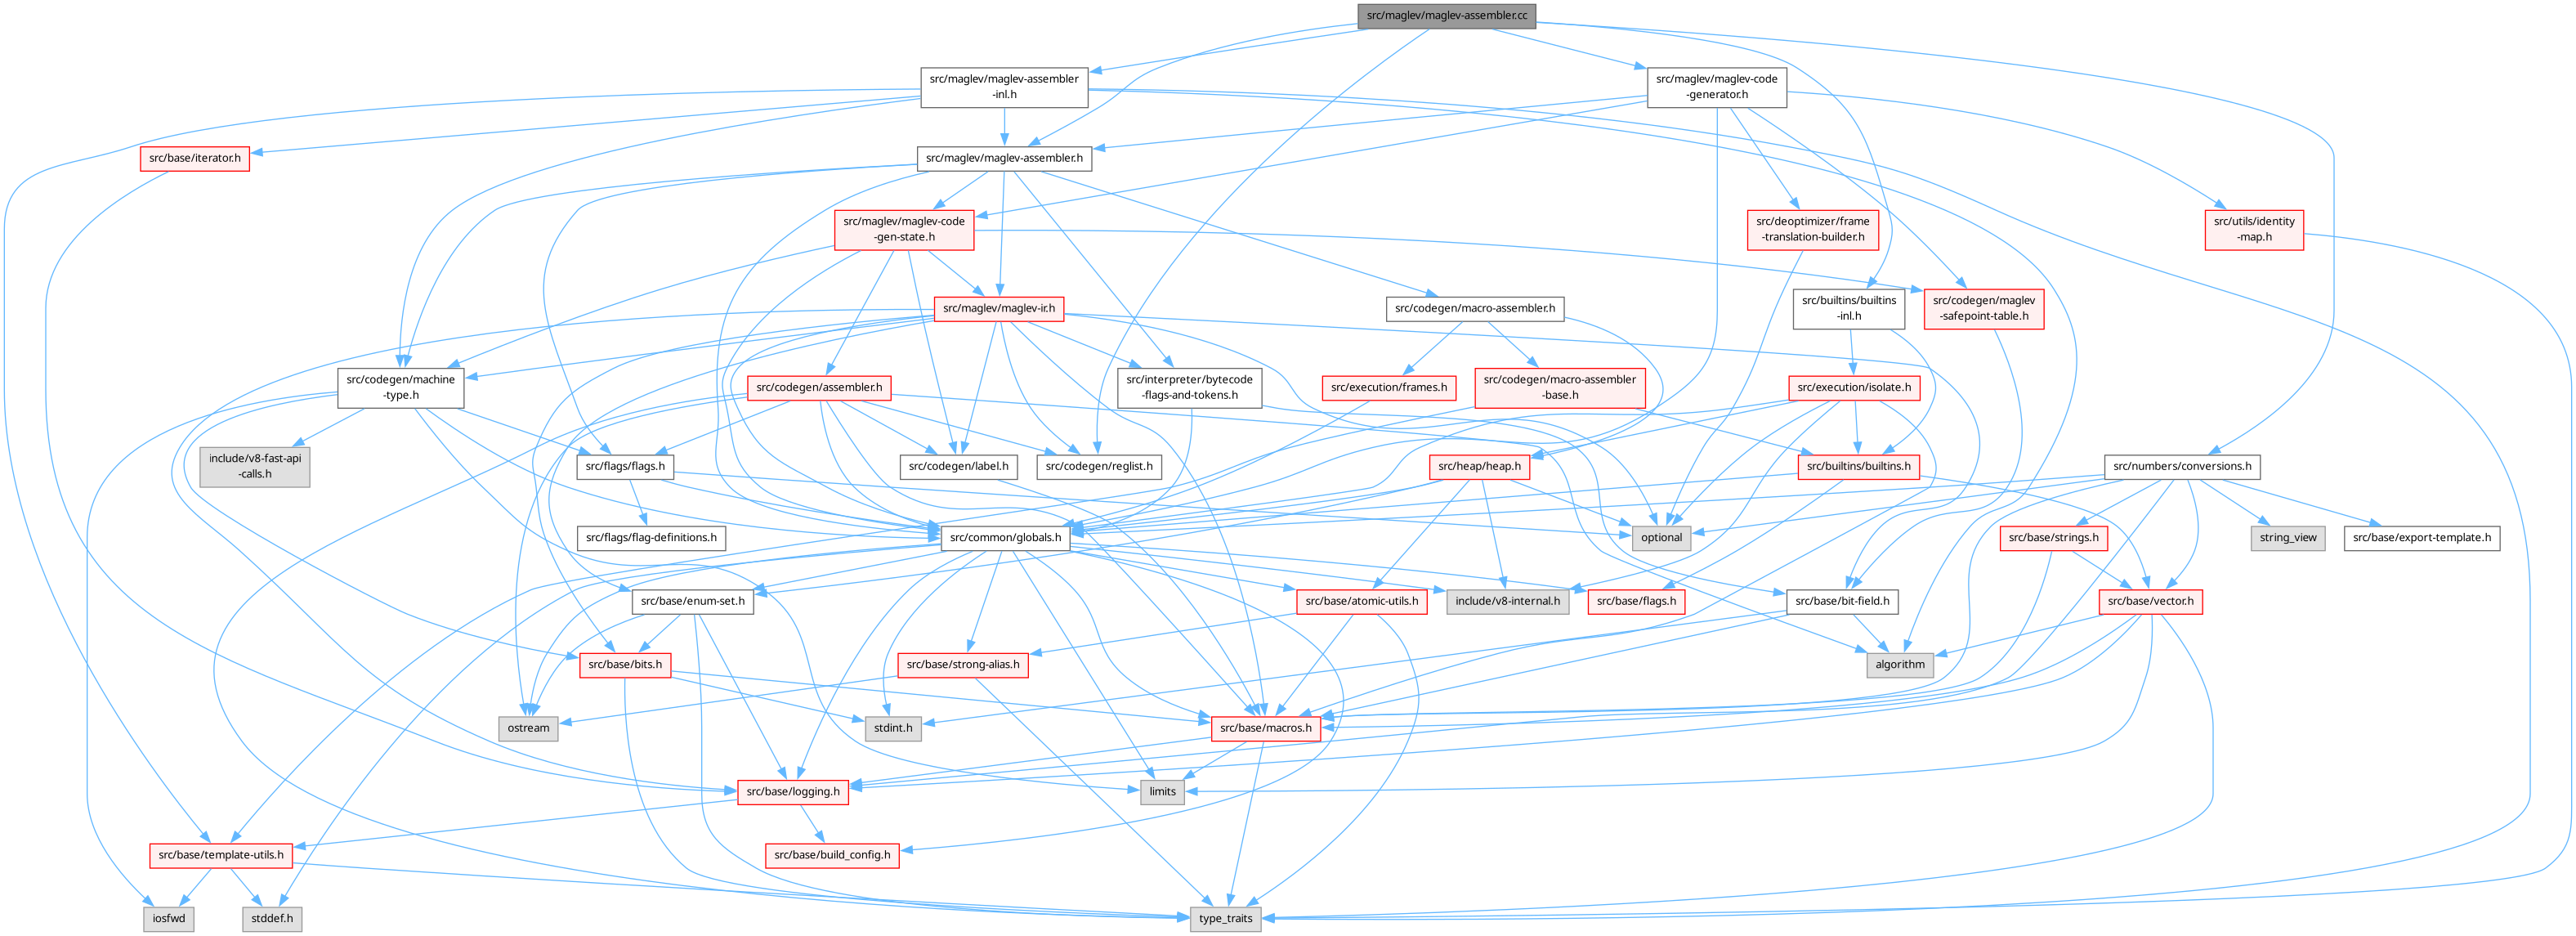 src/maglev/maglev-assembler.cc
src/maglev/maglev-assembler
-inl.h
src/maglev/maglev-code
-generator.h
src/base/iterator.h
src/maglev/maglev-assembler.h
src/maglev/maglev-code
-gen-state.h
src/deoptimizer/frame
-translation-builder.h
src/utils/identity
-map.h
src/maglev/maglev-ir.h
src/codegen/macro-assembler.h
src/builtins/builtins
-inl.h
src/codegen/maglev
-safepoint-table.h
src/codegen/machine
-type.h
src/codegen/assembler.h
src/interpreter/bytecode
-flags-and-tokens.h
src/execution/frames.h
src/codegen/macro-assembler
-base.h
src/execution/isolate.h
include/v8-fast-api
-calls.h
src/flags/flags.h
src/codegen/label.h
src/codegen/reglist.h
src/heap/heap.h
src/builtins/builtins.h
src/numbers/conversions.h
src/flags/flag-definitions.h
src/common/globals.h
optional
src/base/strings.h
string_view
src/base/export-template.h
src/base/enum-set.h
src/base/atomic-utils.h
include/v8-internal.h
src/base/flags.h
src/base/bit-field.h
src/base/vector.h
src/base/bits.h
src/base/strong-alias.h
algorithm
ostream
stdint.h
src/base/macros.h
src/base/logging.h
limits
src/base/template-utils.h
src/base/build_config.h
iosfwd
stddef.h
type_traits